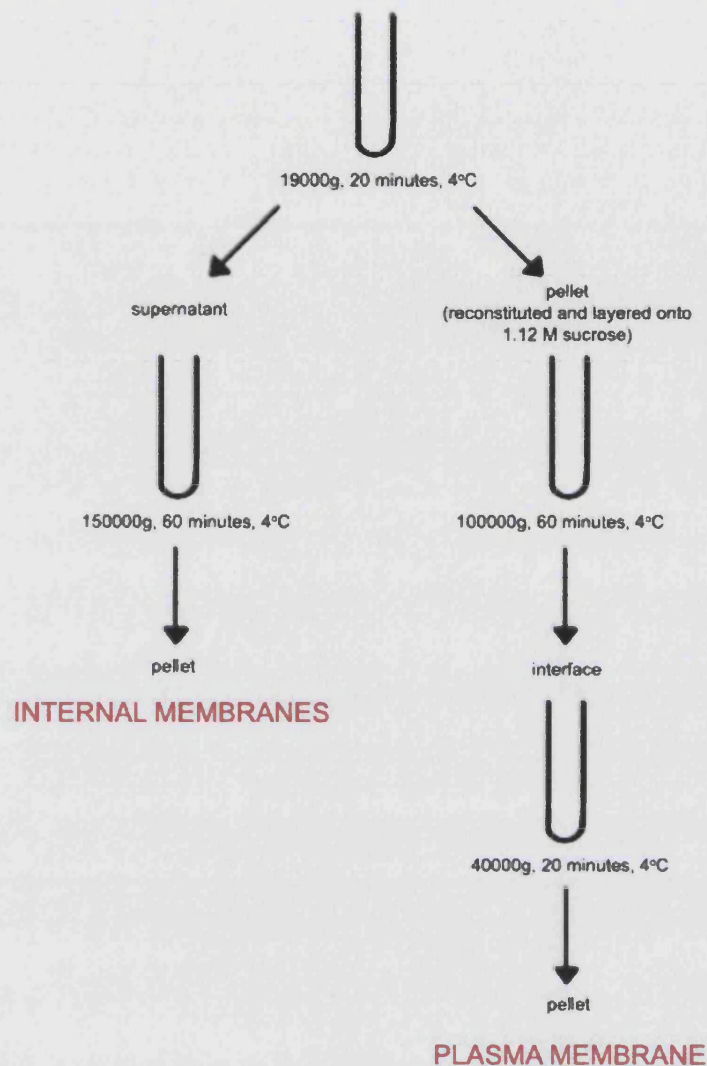 19000g, 20 minutes, 4°C
supernatant
pellet
(reconstituted and layered onto
1.12 M sucrose)
150000g, 60 minutes, 4°C
100000g, 60 minutes, 4°C
pellet
interface
INTERNAL MEMBRANES
40000g, 20 minutes, 4°C
pellet
PLASMA MEMBRANE